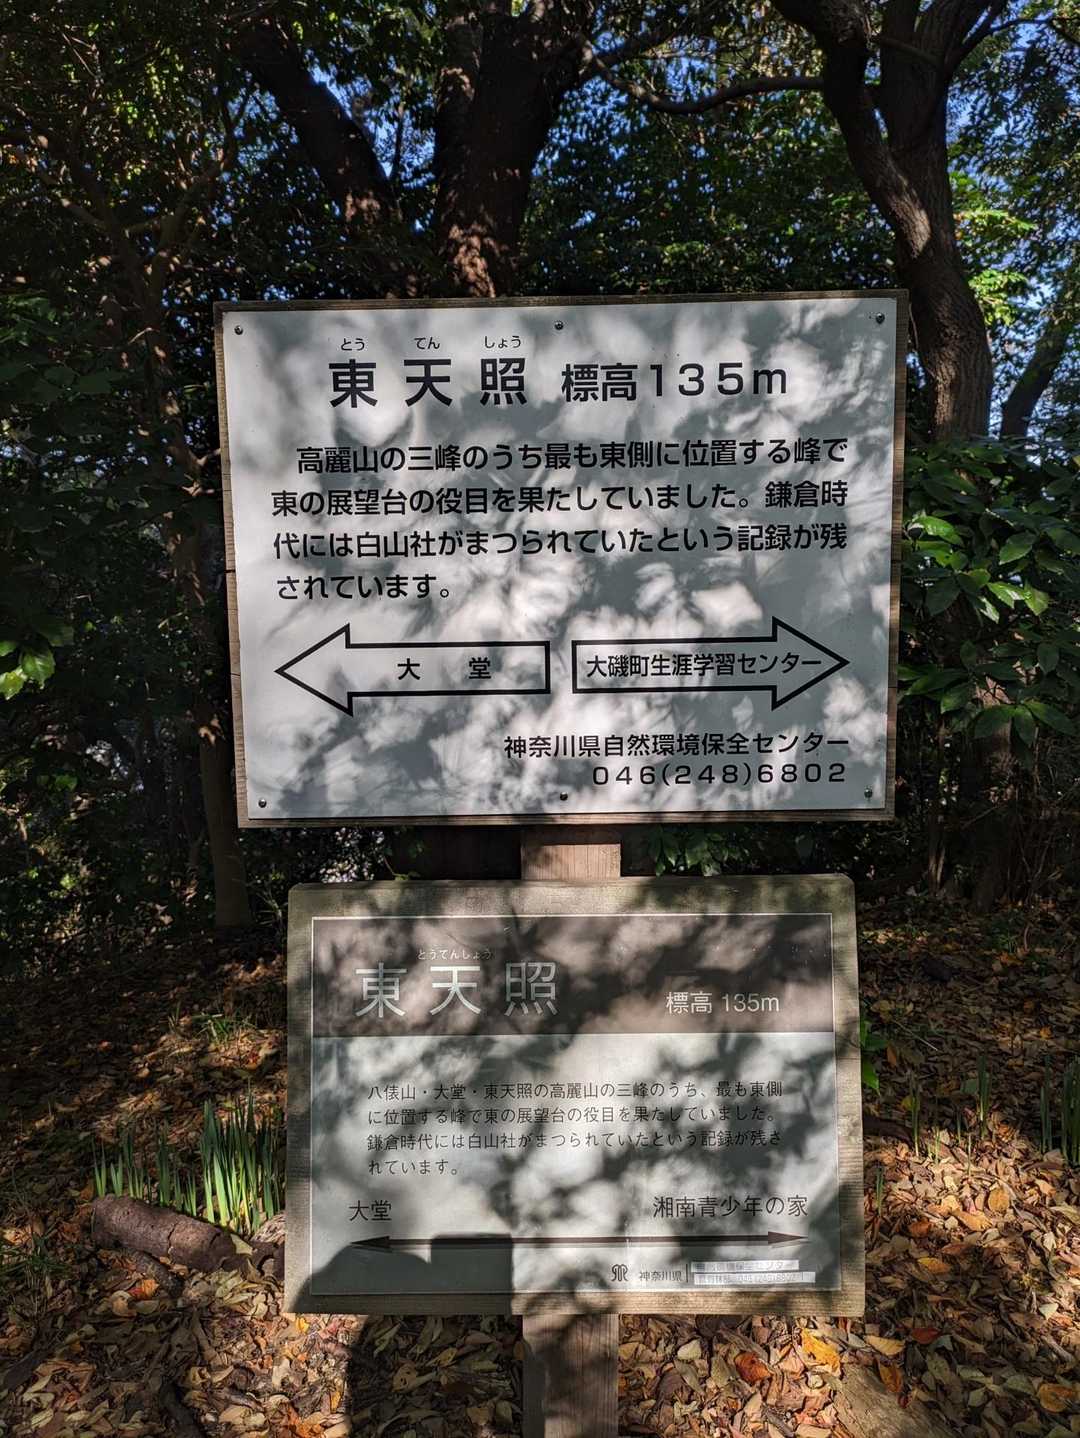 とう てん しょう
東天照 標高135m
高麗山の三峰のうち最も東側に位置する峰で
東の展望台の役目を果たしていました。鎌倉時
代には白山社がまつられていたという記録が残
されています。
大堂
大磯町生涯学習センター
神奈川県自然環境保全センター
046(248)6802
とうてんしょう
東天照 標高 135m
八俵山・大堂・東天照の高麗山の三峰のうち、最も東側
に位置する峰で東の展望台の役目を果たしていました。
鎌倉時代には白山社がまつられていたという記録が残さ
れています。
大堂 湘南青少年の家
神奈川県